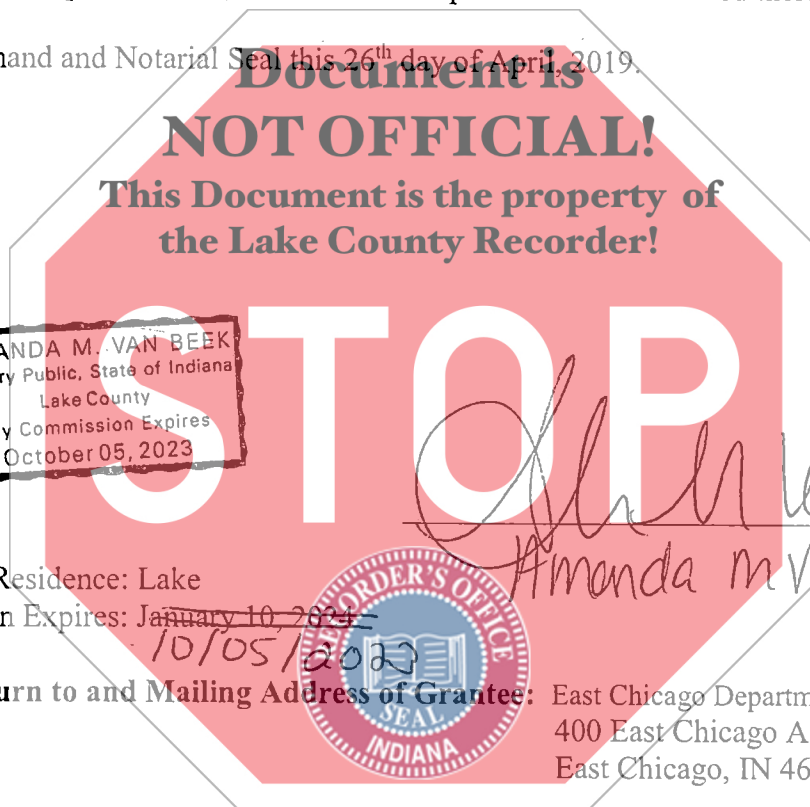 hand and Notarial Seal this 26th day of April, 2019.
Document is
NOT OFFICIAL!
This Document is the property of
the Lake County Recorder!
STOP
ANDA M. VAN BEEK
ry Public, State of Indiana
Lake County
y Commission Expires
October 05, 2023
Amanda M V
Residence: Lake
n Expires: January 10, 2024
10/05/2023
urn to and Mailing Address of Grantee: East Chicago Departm
400 East Chicago A
East Chicago, IN 46
RECORDER'S OFFICE
SEAL
INDIANA